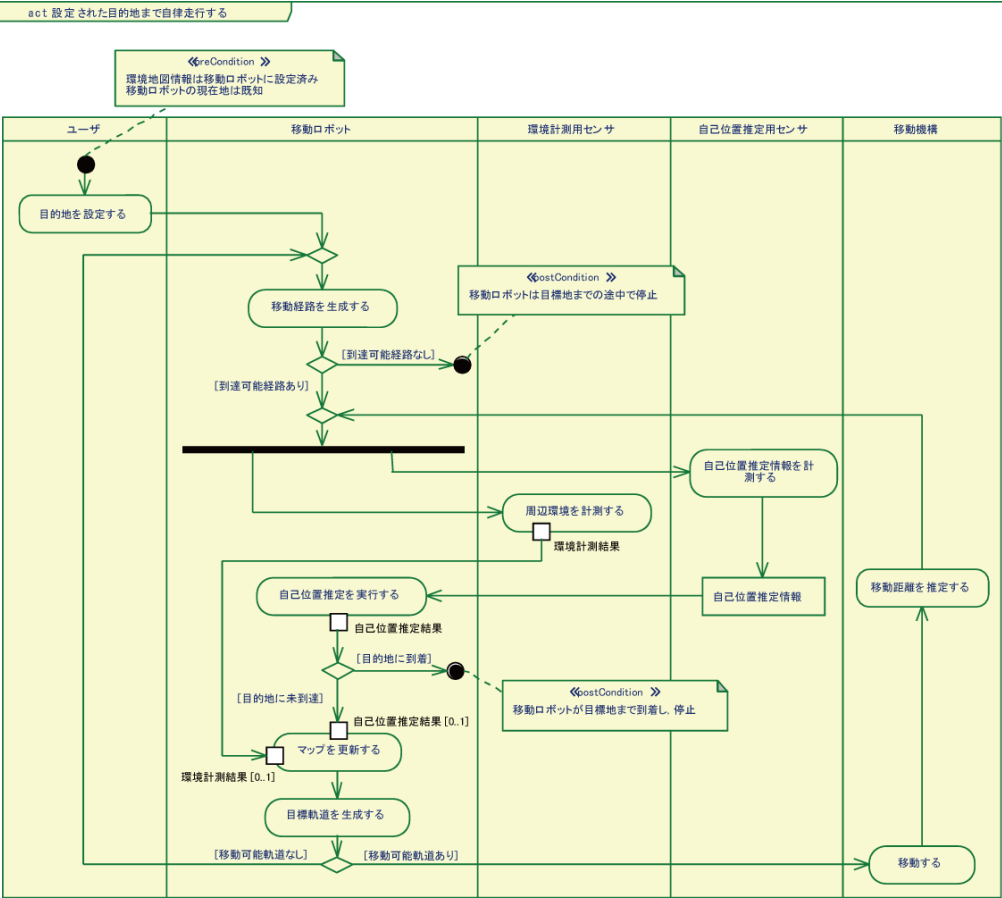 act 設定された目的地まで自律走行する
≪preCondition ≫
環境地図情報は移動ロボットに設定済み
移動ロボットの現在地は既知
ユーザ
移動ロボット
環境計測用センサ
自己位置推定用センサ
移動機構
目的地を設定する
≪postCondition ≫
移動ロボットは目標地までの途中で停止
移動経路を生成する
[到達可能経路なし]
[到達可能経路あり]
自己位置推定情報を計
測する
周辺環境を計測する
環境計測結果
移動距離を推定する
自己位置推定を実行する
自己位置推定情報
自己位置推定結果
[目的地に到着]
[目的地に未到達]
≪postCondition ≫
移動ロボットが目標地まで到着し, 停止
自己位置推定結果 [0..1]
マップを更新する
環境計測結果 [0..1]
目標軌道を生成する
[移動可能軌道なし]
[移動可能軌道あり]
移動する